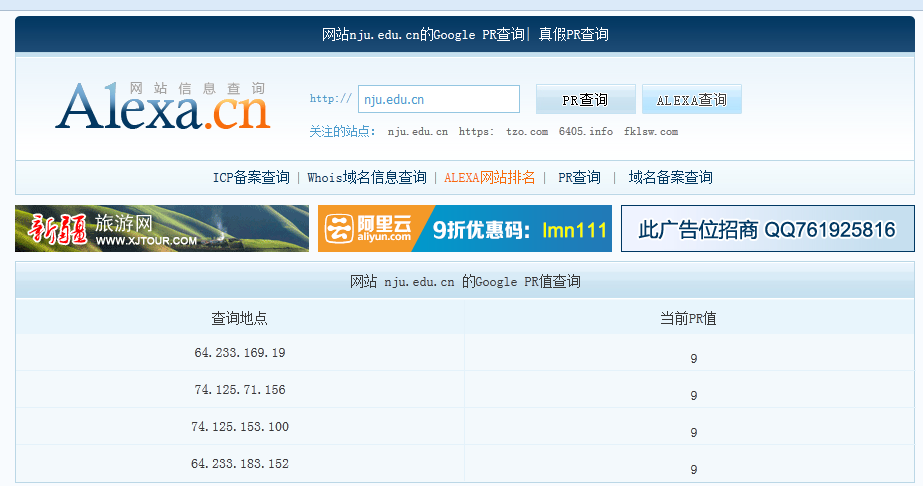 网站nju.edu.cn的Google PR查询| 真假PR查询
网站信息查询
Alexa.cn
http:// nju.edu.cn PR查询 ALEXA查询
关注的站点: nju.edu.cn https: tzo.com 6405.info fklsw.com
ICP备案查询 | Whois域名信息查询 | ALEXA网站排名 | PR查询 | 域名备案查询
新疆 旅游网
WWW.XJTOUR.COM
阿里云
aliyun.com
9折优惠码: lmn111
此广告位招商 QQ761925816
网站 nju.edu.cn 的Google PR值查询
查询地点 当前PR值
64.233.169.19 9
74.125.71.156 9
74.125.153.100 9
64.233.183.152 9